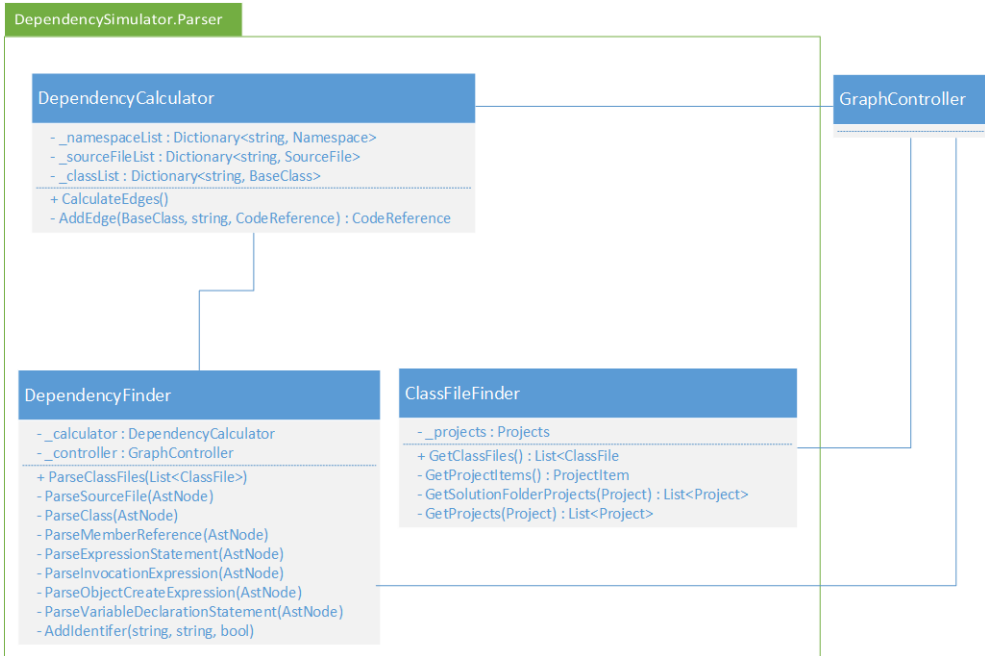 DependencySimulator.Parser
DependencyCalculator
- _namespaceList : Dictionary<string, Namespace>
- _sourceFileList : Dictionary<string, SourceFile>
- _classList : Dictionary<string, BaseClass>
+ CalculateEdges()
- AddEdge(BaseClass, string, CodeReference) : CodeReference
GraphController
DependencyFinder
- _calculator : DependencyCalculator
- _controller : GraphController
+ ParseClassFiles(List<ClassFile>)
- ParseSourceFile(AstNode)
- ParseClass(AstNode)
- ParseMemberReference(AstNode)
- ParseExpressionStatement(AstNode)
- ParseInvocationExpression(AstNode)
- ParseObjectCreateExpression(AstNode)
- ParseVariableDeclarationStatement(AstNode)
- AddIdentifer(string, string, bool)
ClassFileFinder
- _projects : Projects
+ GetClassFiles() : List<ClassFile
- GetProjectItems() : ProjectItem
- GetSolutionFolderProjects(Project) : List<Project>
- GetProjects(Project) : List<Project>